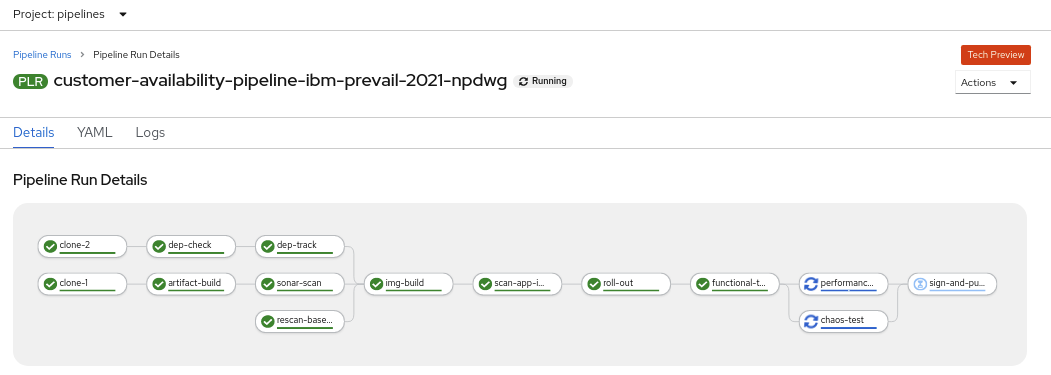 Project: pipelines
Pipeline Runs > Pipeline Run Details
Tech Preview
PLR customer-availability-pipeline-ibm-prevail-2021-npdwg Running
Actions
Details YAML Logs
Pipeline Run Details
clone-2 dep-check dep-track
clone-1 artifact-build sonar-scan img-build scan-app-i... roll-out functional-t... performanc... sign-and-pu...
rescan-base... chaos-test